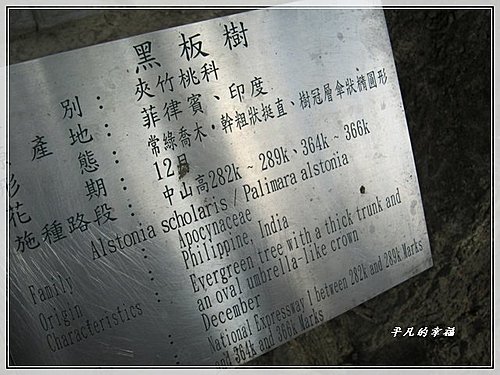 黑板樹
別：夾竹桃科
產地：菲律賓、印度
形態：常綠喬木，幹粗狀挺直、樹冠層傘狀橢圓形
花期：12月
施種路段：中山高282k~289k、364k~366k
Alstonia scholaris / Palimara alstonia
Family : Apocynaceae
Origin : Philippine, India
Characteristics : Evergreen tree with a thick trunk and
an oval umbrella-like crown
December
National Expressway 1 between 282k and 289k Marks
and 364k and 366k Marks
平凡的幸福